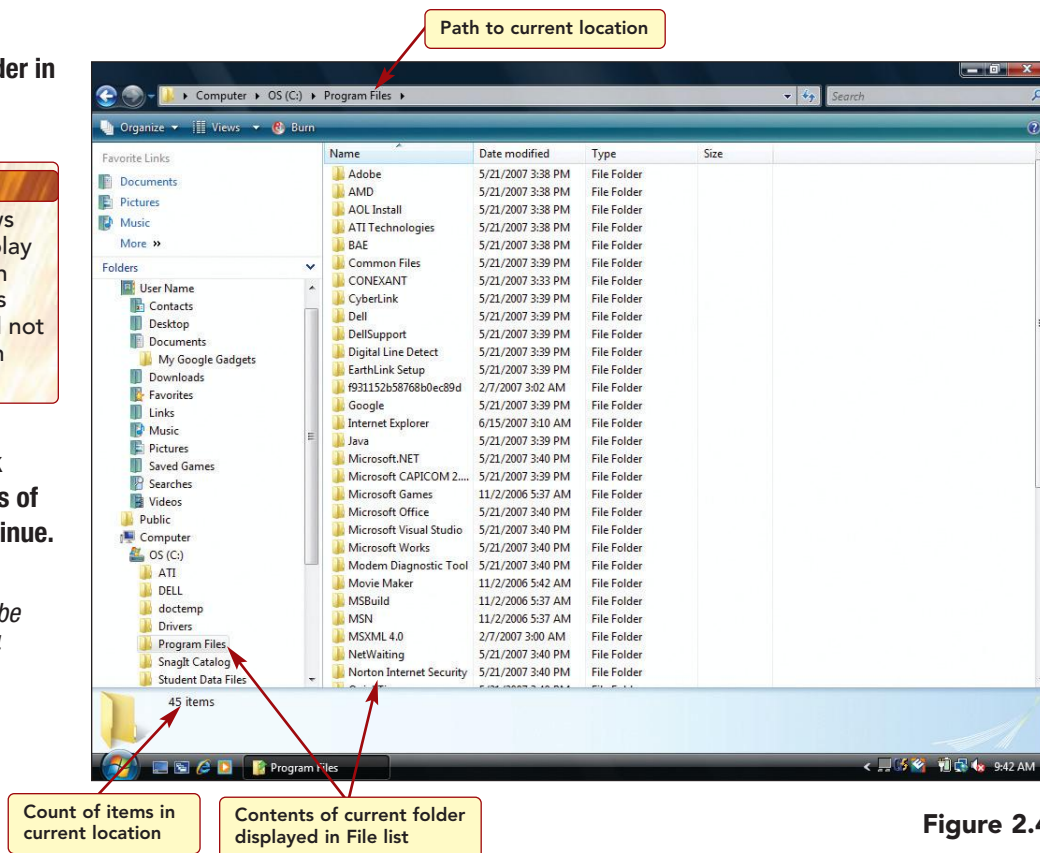 Path to current location
der in
Computer ▸ OS (C:) ▸ Program Files ▸
Search
Organize Views Burn
ws
play
n
s
l not
n
k
s of
inue.
be
Favorite Links
Documents
Pictures
Music
More »
Folders
User Name
Contacts
Desktop
Documents
My Google Gadgets
Downloads
Favorites
Links
Music
Pictures
Saved Games
Searches
Videos
Public
Computer
OS (C:)
ATI
DELL
doctemp
Drivers
Program Files
SnagIt Catalog
Student Data Files
Name Date modified Type Size
Adobe 5/21/2007 3:38 PM File Folder
AMD 5/21/2007 3:38 PM File Folder
AOL Install 5/21/2007 3:38 PM File Folder
ATI Technologies 5/21/2007 3:38 PM File Folder
BAE 5/21/2007 3:38 PM File Folder
Common Files 5/21/2007 3:39 PM File Folder
CONEXANT 5/21/2007 3:33 PM File Folder
CyberLink 5/21/2007 3:39 PM File Folder
Dell 5/21/2007 3:39 PM File Folder
DellSupport 5/21/2007 3:39 PM File Folder
Digital Line Detect 5/21/2007 3:39 PM File Folder
EarthLink Setup 5/21/2007 3:39 PM File Folder
f931152b58768b0ec89d 2/7/2007 3:02 AM File Folder
Google 5/21/2007 3:39 PM File Folder
Internet Explorer 6/15/2007 3:10 AM File Folder
Java 5/21/2007 3:39 PM File Folder
Microsoft.NET 5/21/2007 3:40 PM File Folder
Microsoft CAPICOM 2.... 5/21/2007 3:39 PM File Folder
Microsoft Games 11/2/2006 5:37 AM File Folder
Microsoft Office 5/21/2007 3:40 PM File Folder
Microsoft Visual Studio 5/21/2007 3:40 PM File Folder
Microsoft Works 5/21/2007 3:40 PM File Folder
Modem Diagnostic Tool 5/21/2007 3:40 PM File Folder
Movie Maker 11/2/2006 5:42 AM File Folder
MSBuild 11/2/2006 5:37 AM File Folder
MSN 11/2/2006 5:37 AM File Folder
MSXML 4.0 2/7/2007 3:00 AM File Folder
NetWaiting 5/21/2007 3:40 PM File Folder
Norton Internet Security 5/21/2007 3:40 PM File Folder
45 items
Program Files
9:42 AM
Count of items in
current location
Contents of current folder
displayed in File list
Figure 2.4